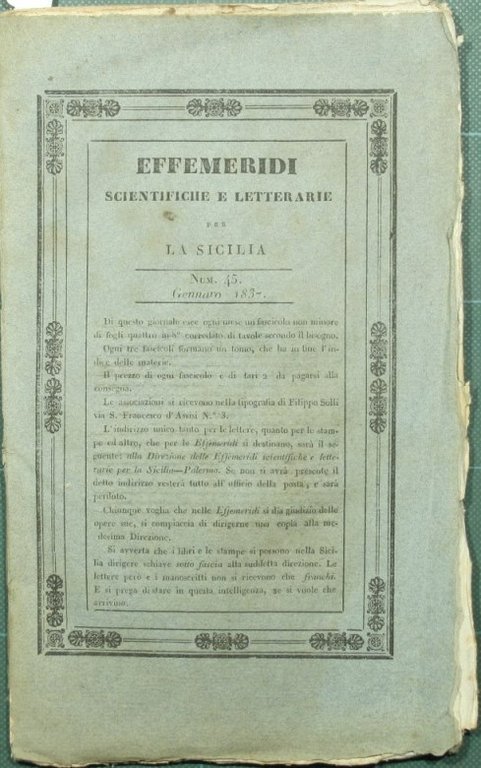 EFFEMERIDI
SCIENTIFICHE E LETTERARIE
PER
LA SICILIA
Num. 45.
Gennaro 1837.
Di questo giornale esce ogni mese un fascicolo non minore
di fogli quattro in 8° corredato di tavole secondo il bisogno.
Ogni tre fascicoli formano un tomo, che ha in fine l'in-
dice delle materie.
Il prezzo di ogni fascicolo è di tarì 2 da pagarsi alla
consegna.
Le associazioni si ricevono nella tipografia di Filippo Solli
via S. Francesco d'Assisi N.° 3.
L'indirizzo unico tanto per le lettere, quanto per le stam-
pe ed altro, che per le Effemeridi si destinano, sarà il se-
guente: alla Direzione delle Effemeridi scientifiche e lette-
rarie per la Sicilia—Palermo. Se non si avrà presente il
detto indirizzo resterà tutto all'officio della posta, e sarà
perduto.
Chiunque voglia che nelle Effemeridi si dia giudizio delle
opere sue, si compiaccia di dirigerne una copia alla me-
desima Direzione.
Si avverta che i libri e le stampe si possono nella Sici-
lia dirigere schiave sotto fascia alla suddetta direzione. Le
lettere però e i manoscritti non si ricevono che franchi.
E si prega di stare in questa intelligenza, se si vuole che
arrivino.